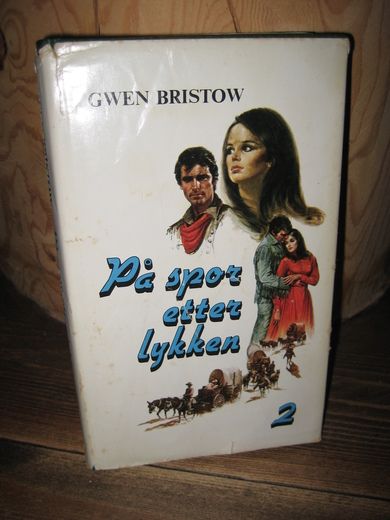 GWEN BRISTOW
På spor
etter
lykken
2